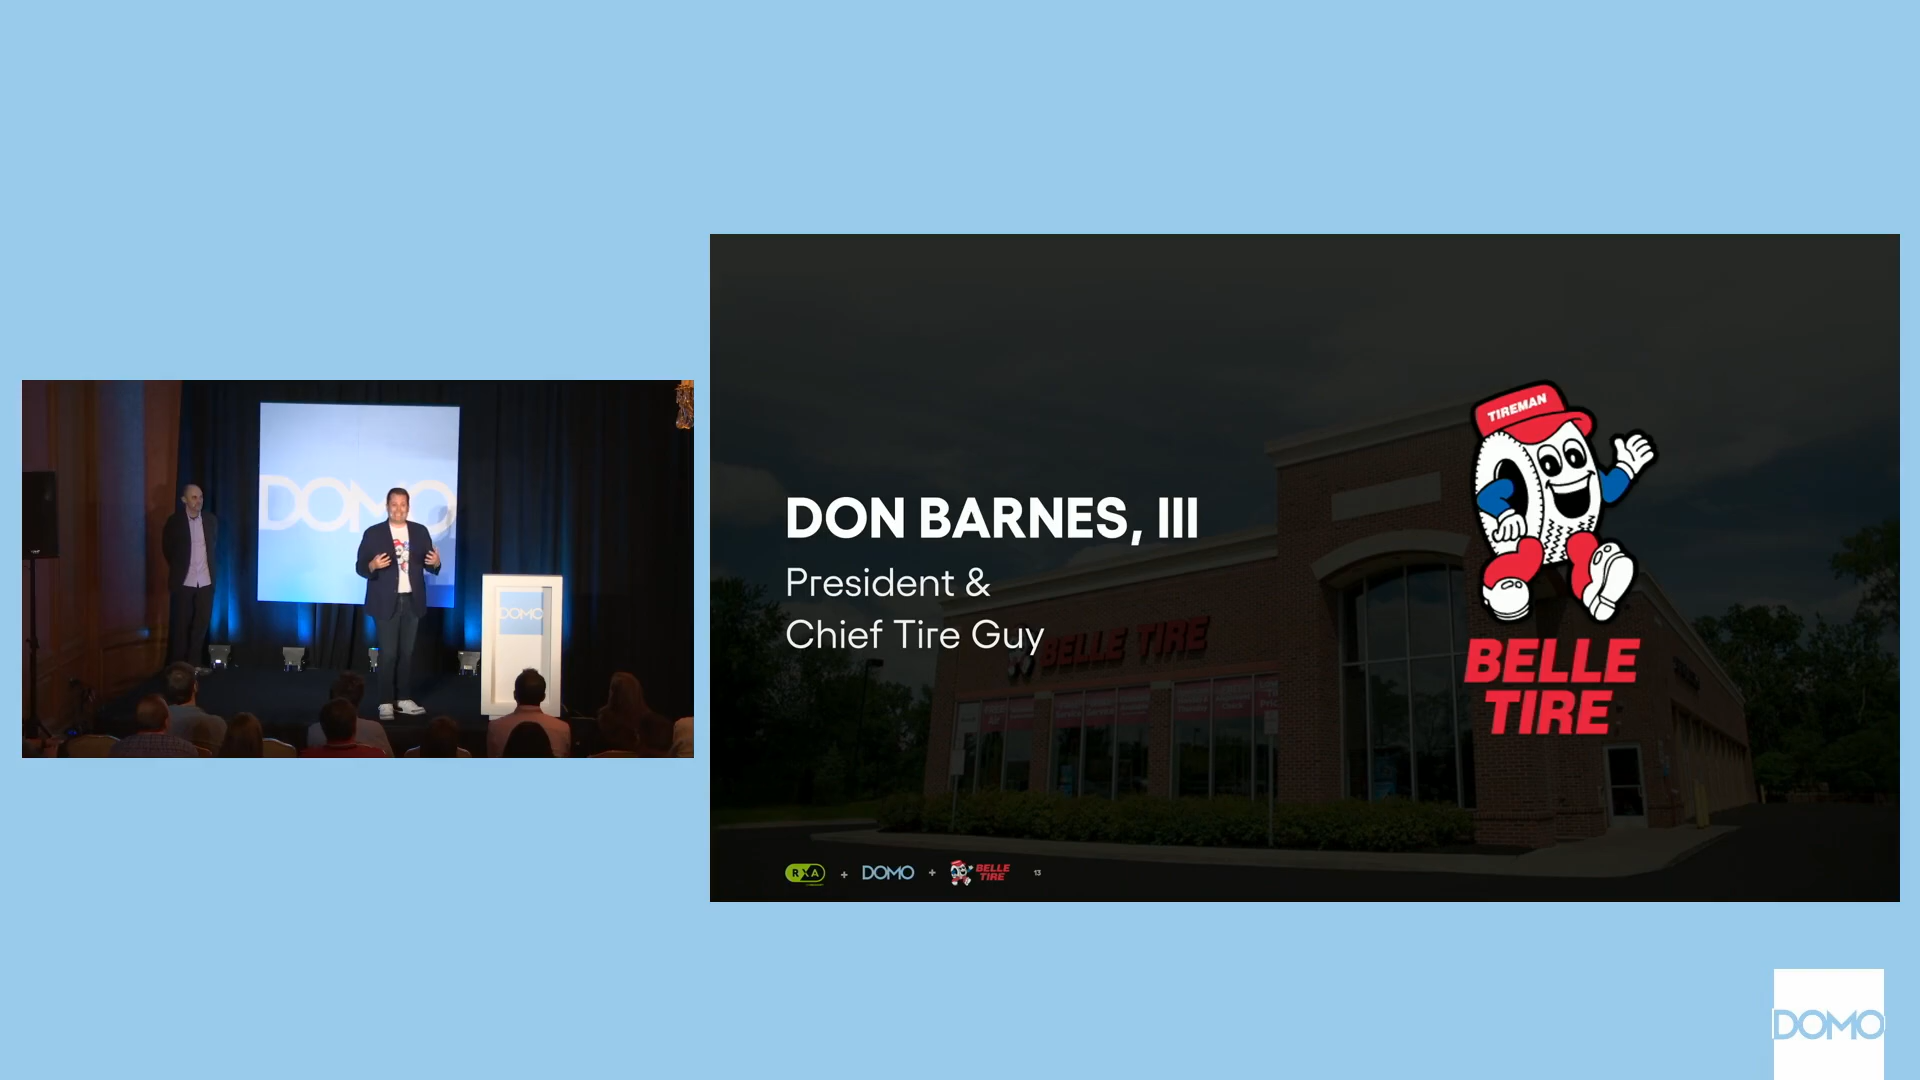 DOMO
DOMO
TIREMAN
DON BARNES, III
President &
Chief Tire Guy
BELLE TIRE
BELLE
TIRE
RXA + DOMO + BELLE TIRE 13
DOMO